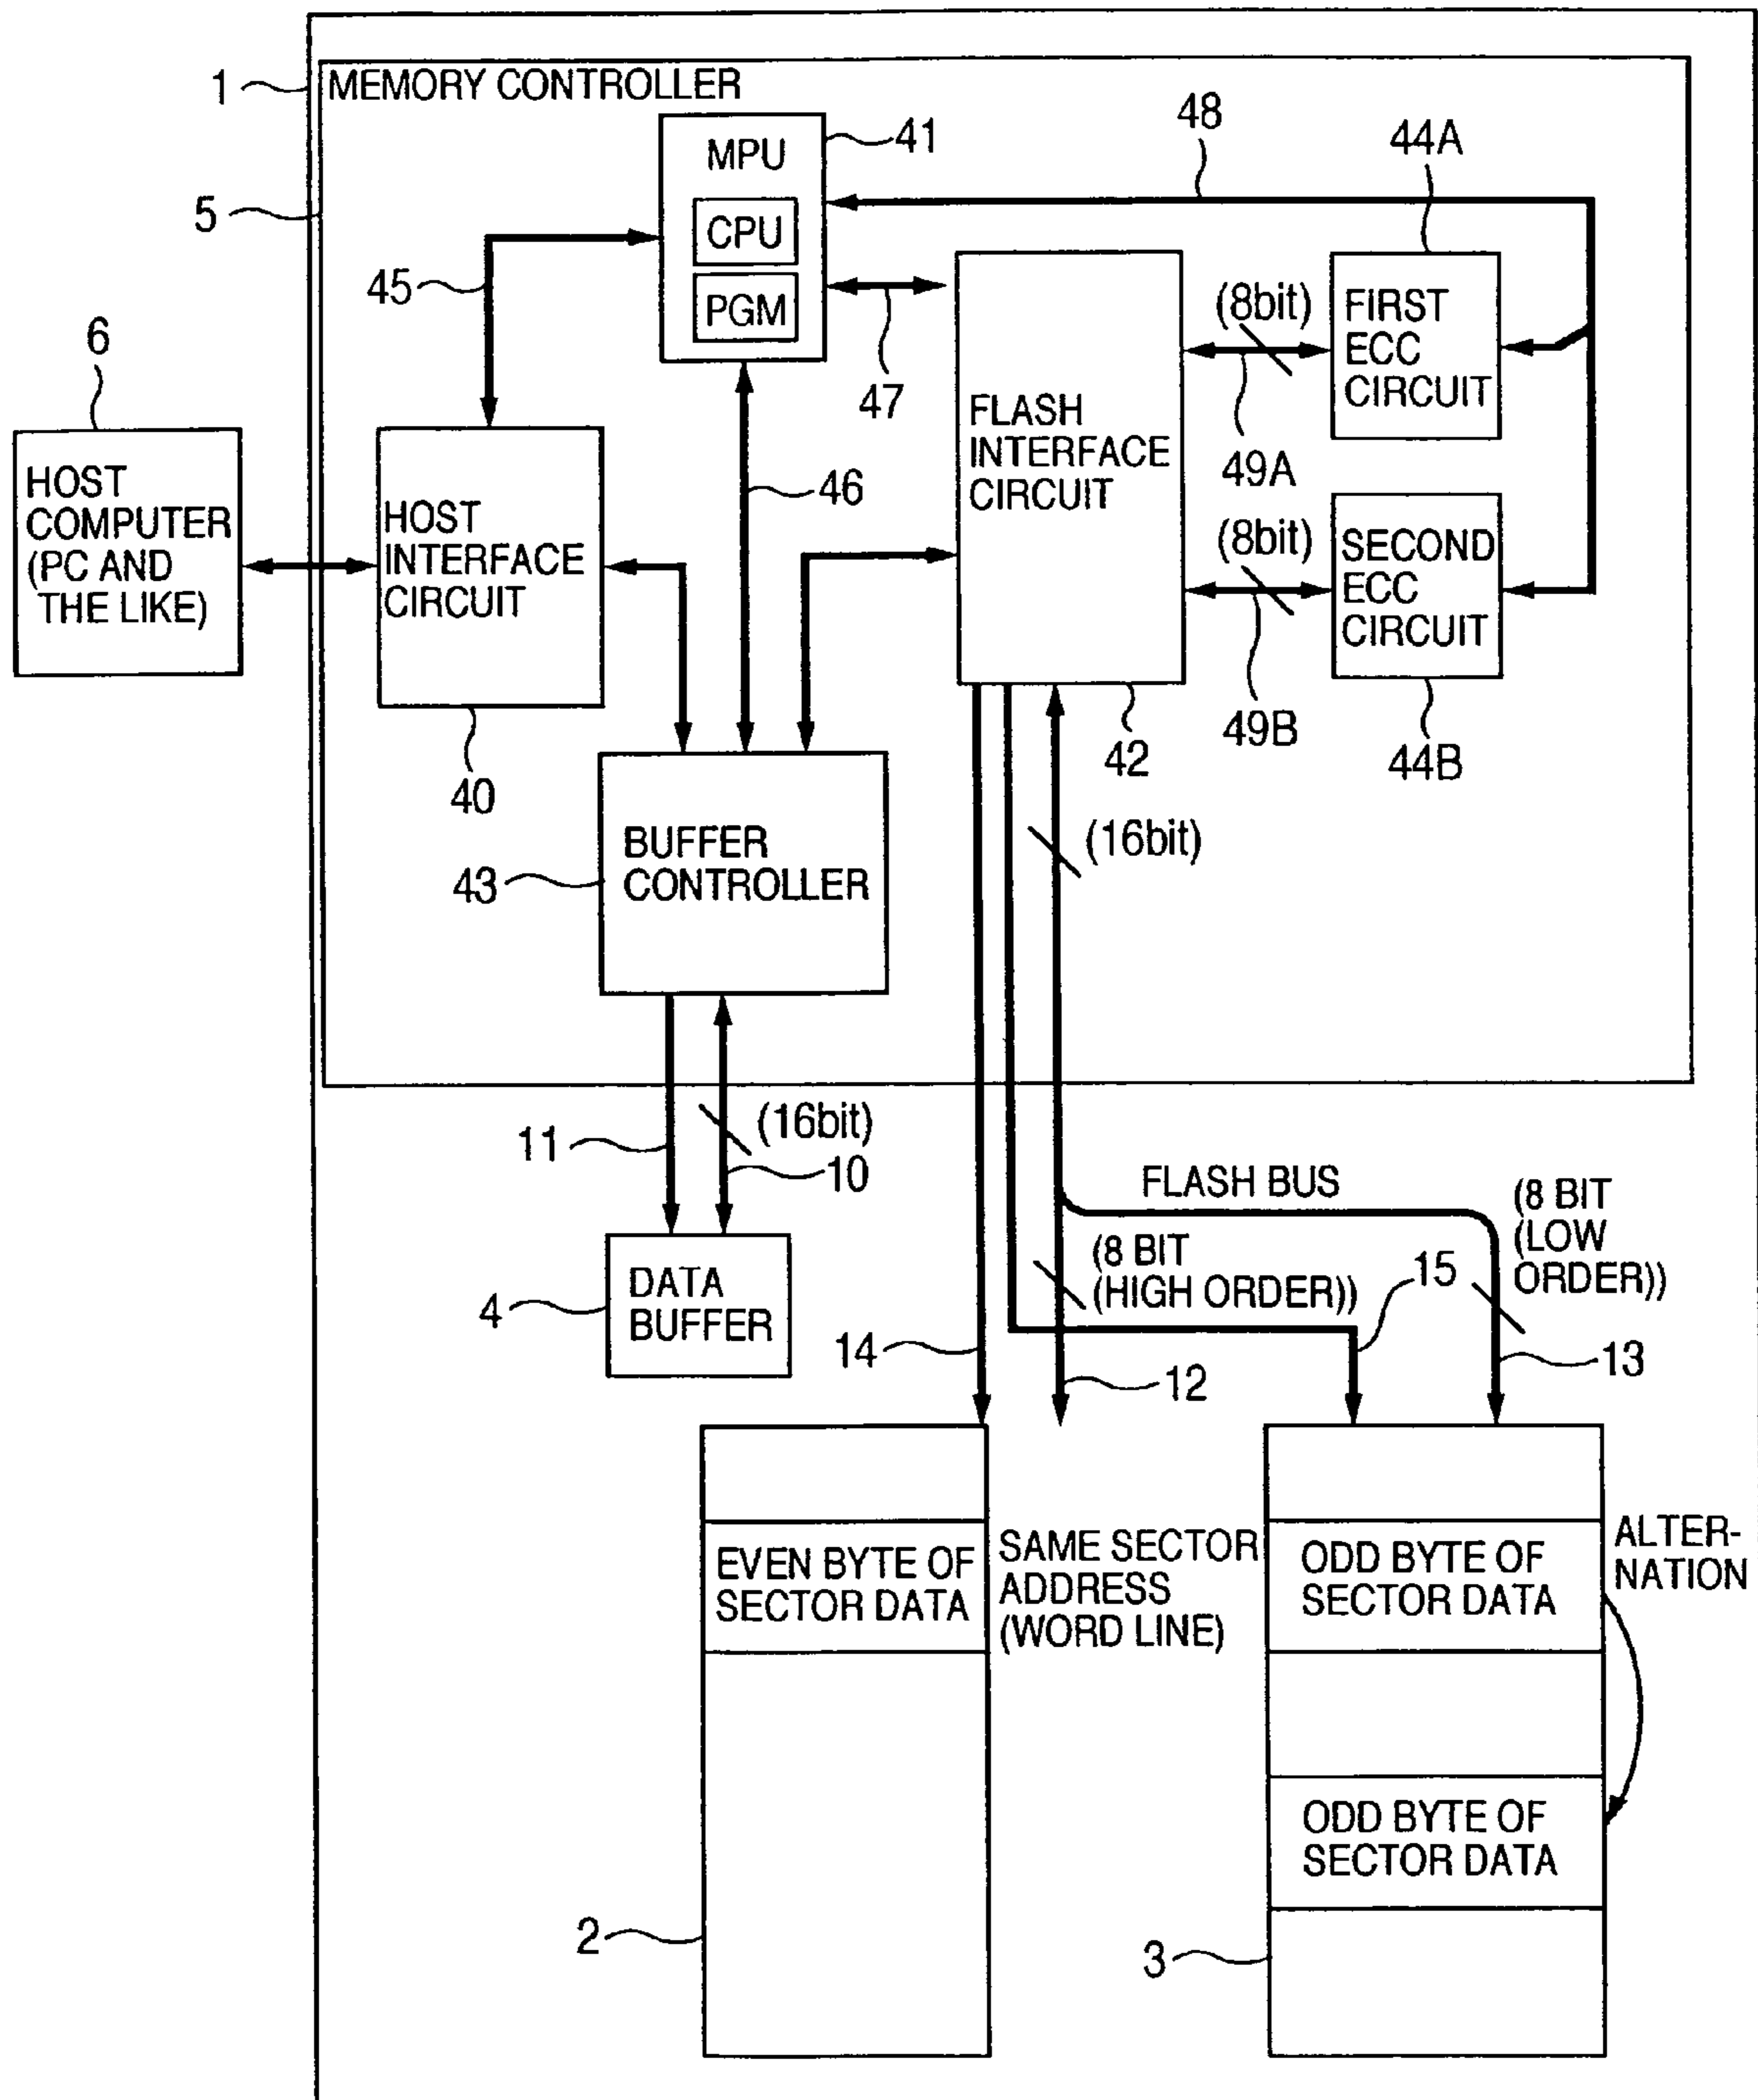 1
MEMORY CONTROLLER
5
41
MPU
CPU
PGM
48
44A
45
47
(8bit)
FIRST
ECC
CIRCUIT
49A
FLASH
INTERFACE
CIRCUIT
6
HOST
COMPUTER
(PC AND
THE LIKE)
HOST
INTERFACE
CIRCUIT
46
(8bit)
SECOND
ECC
CIRCUIT
49B
44B
42
40
43
BUFFER
CONTROLLER
(16bit)
11
(16bit)
10
FLASH BUS
(8 BIT
(LOW
ORDER))
(8 BIT
(HIGH ORDER))
15
4
DATA
BUFFER
14
12
13
EVEN BYTE OF
SECTOR DATA
SAME SECTOR
ADDRESS
(WORD LINE)
ODD BYTE OF
SECTOR DATA
ALTER-
NATION
ODD BYTE OF
SECTOR DATA
2
3